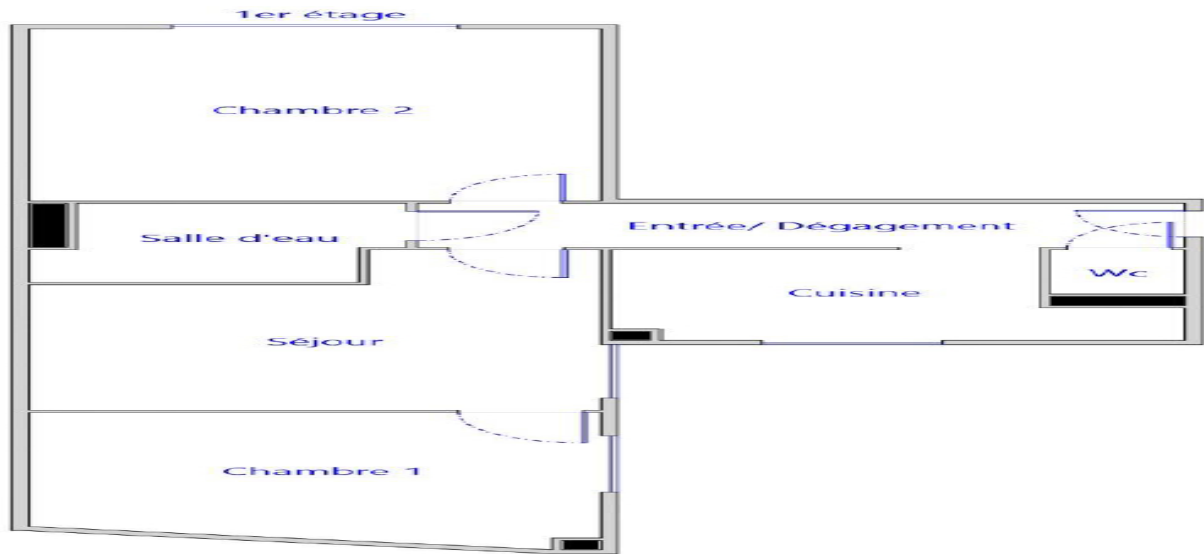 1er étage
Chambre 2
Entrée/ Dégagement
Salle d'eau
Wc
Cuisine
Séjour
Chambre 1